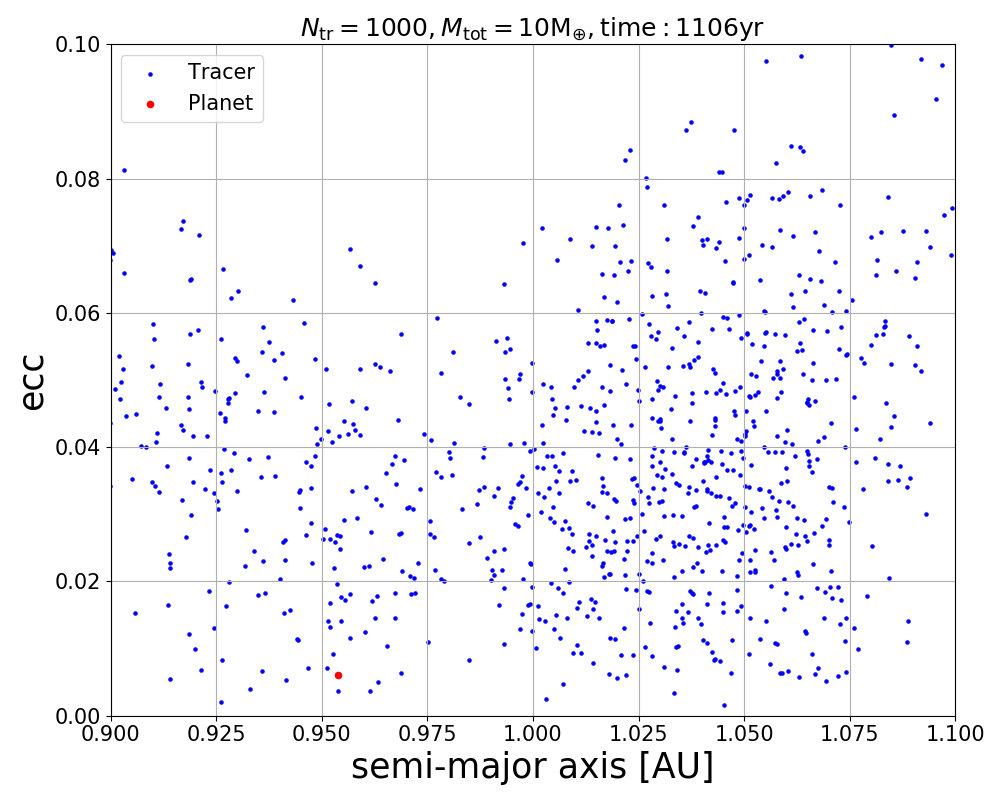 N_tr = 1000, M_tot = 10M_⊕, time : 1106yr
0.10
Tracer
Planet
0.08
0.06
ecc
0.04
0.02
0.00
0.900 0.925 0.950 0.975 1.000 1.025 1.050 1.075 1.100
semi-major axis [AU]